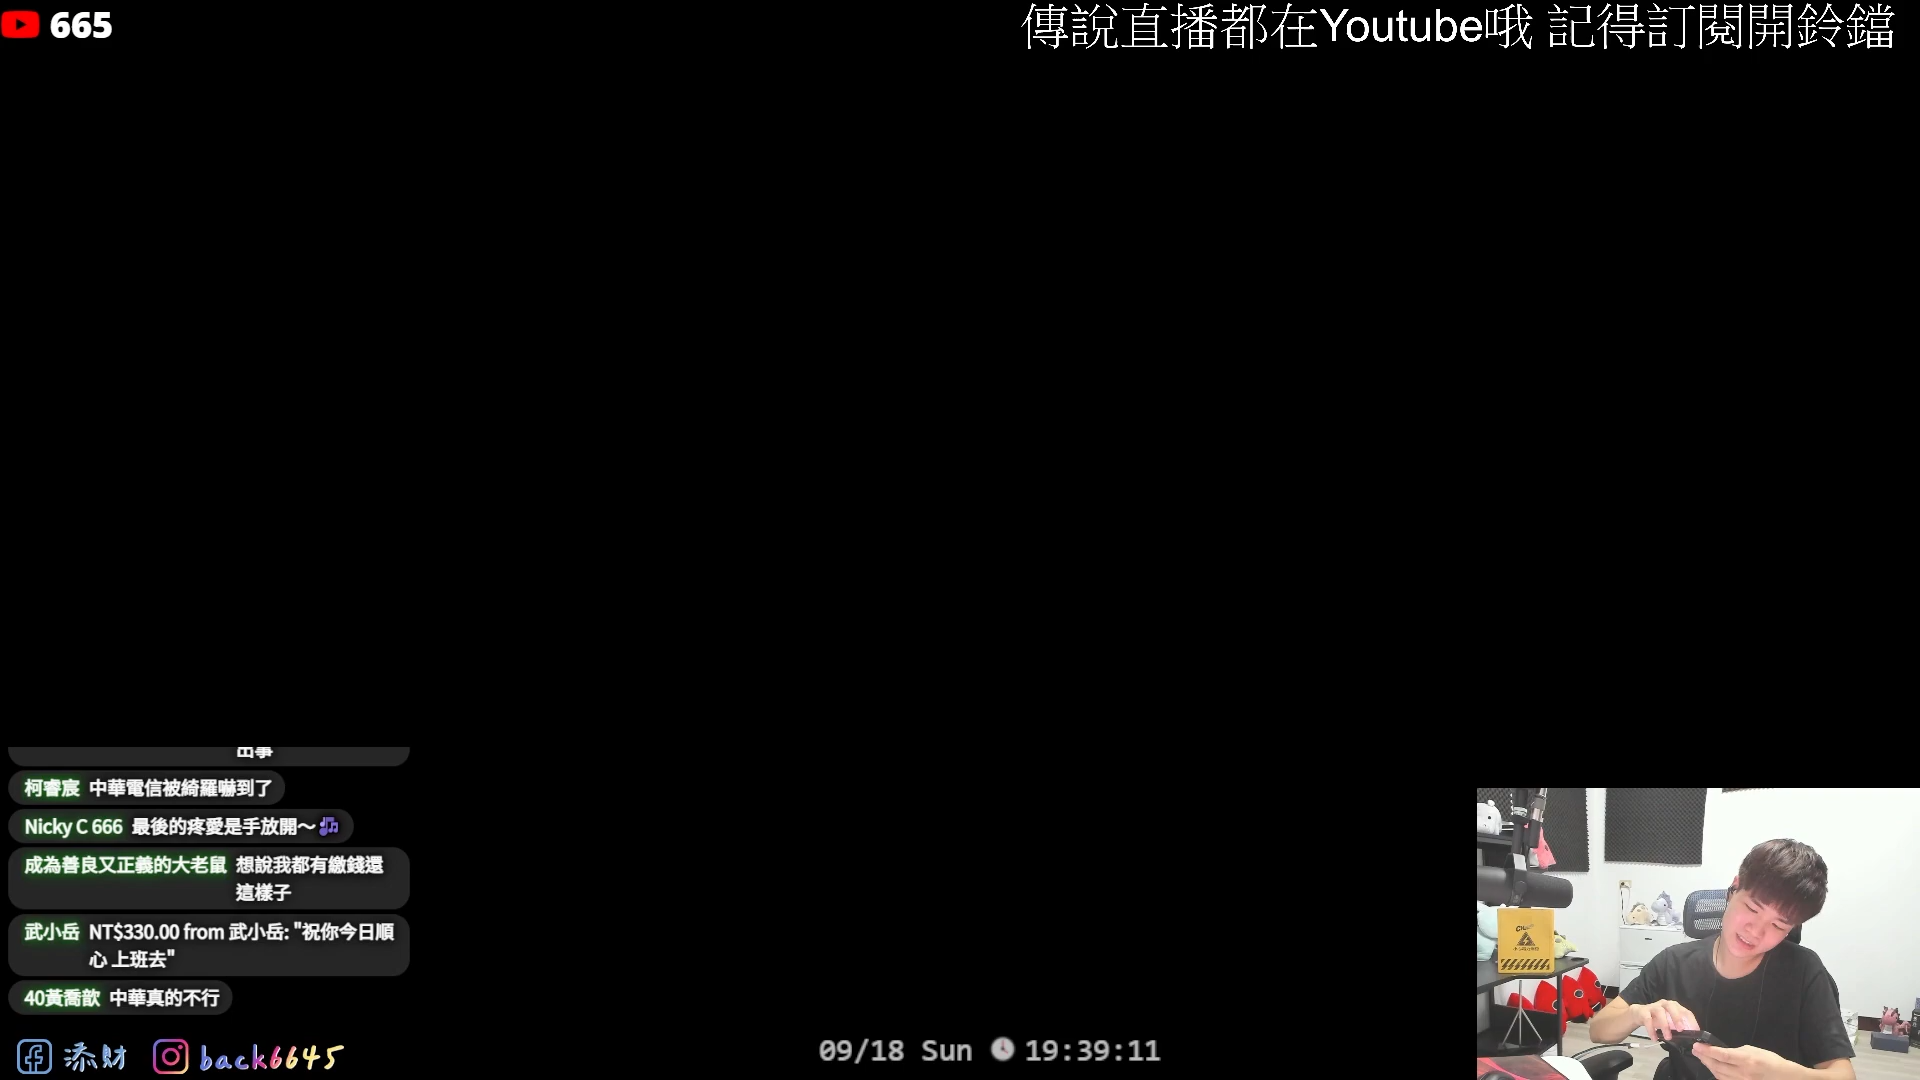 665
傳說直播都在Youtube哦 記得訂閱開鈴鐺
出事
柯睿宸 中華電信被綺羅嚇到了
Nicky C 666 最後的疼愛是手放開～🎶
成為善良又正義的大老鼠 想說我都有繳錢還
這樣子
武小岳 NT$330.00 from 武小岳: "祝你今日順
心 上班去"
40黃喬歆 中華真的不行
添財 back6645
09/18 Sun 🕓 19:39:11